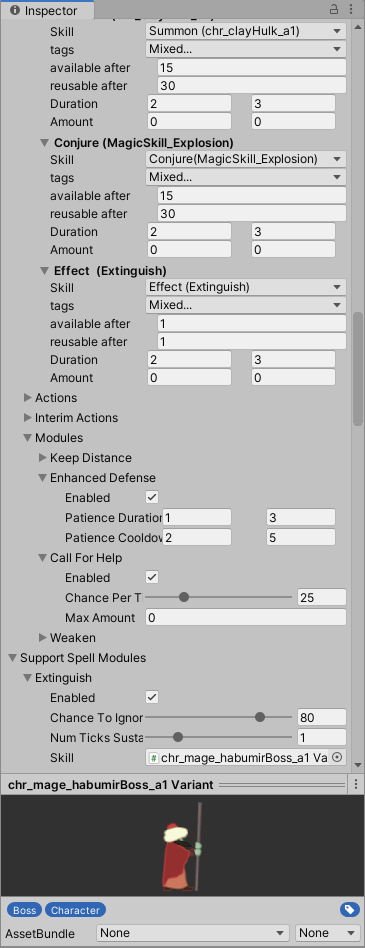 Inspector
Skill Summon (chr_clayHulk_a1)
tags Mixed...
available after 15
reusable after 30
Duration 2 3
Amount 0 0
Conjure (MagicSkill_Explosion)
Skill Conjure(MagicSkill_Explosion)
tags Mixed...
available after 15
reusable after 30
Duration 2 3
Amount 0 0
Effect (Extinguish)
Skill Effect (Extinguish)
tags Mixed...
available after 1
reusable after 1
Duration 2 3
Amount 0 0
Actions
Interim Actions
Modules
Keep Distance
Enhanced Defense
Enabled
Patience Duration 1 3
Patience Cooldov 2 5
Call For Help
Enabled
Chance Per T 25
Max Amount 0
Weaken
Support Spell Modules
Extinguish
Enabled
Chance To Ignor 80
Num Ticks Susta 1
Skill # chr_mage_habumirBoss_a1 Va
chr_mage_habumirBoss_a1 Variant
Boss Character
AssetBundle None None